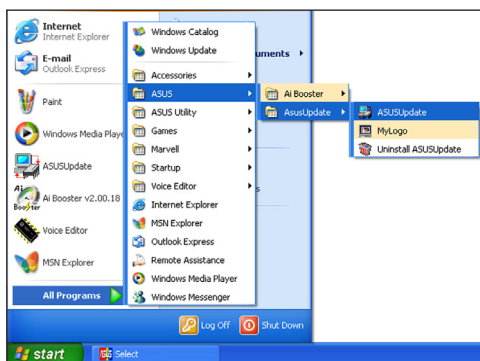 Internet
Internet Explorer
E-mail
Outlook Express
Paint
Windows Media Playe
ASUSUpdate
Ai Booster v2.00.18
Voice Editor
MSN Explorer
All Programs
Windows Catalog
Windows Update
Accessories
ASUS
ASUS Utility
Games
Marvell
Startup
Voice Editor
Internet Explorer
MSN Explorer
Outlook Express
Remote Assistance
Windows Media Player
Windows Messenger
uments
s
Ai Booster
AsusUpdate
ASUSUpdate
MyLogo
Uninstall ASUSUpdate
Log Off
Shut Down
start
Select